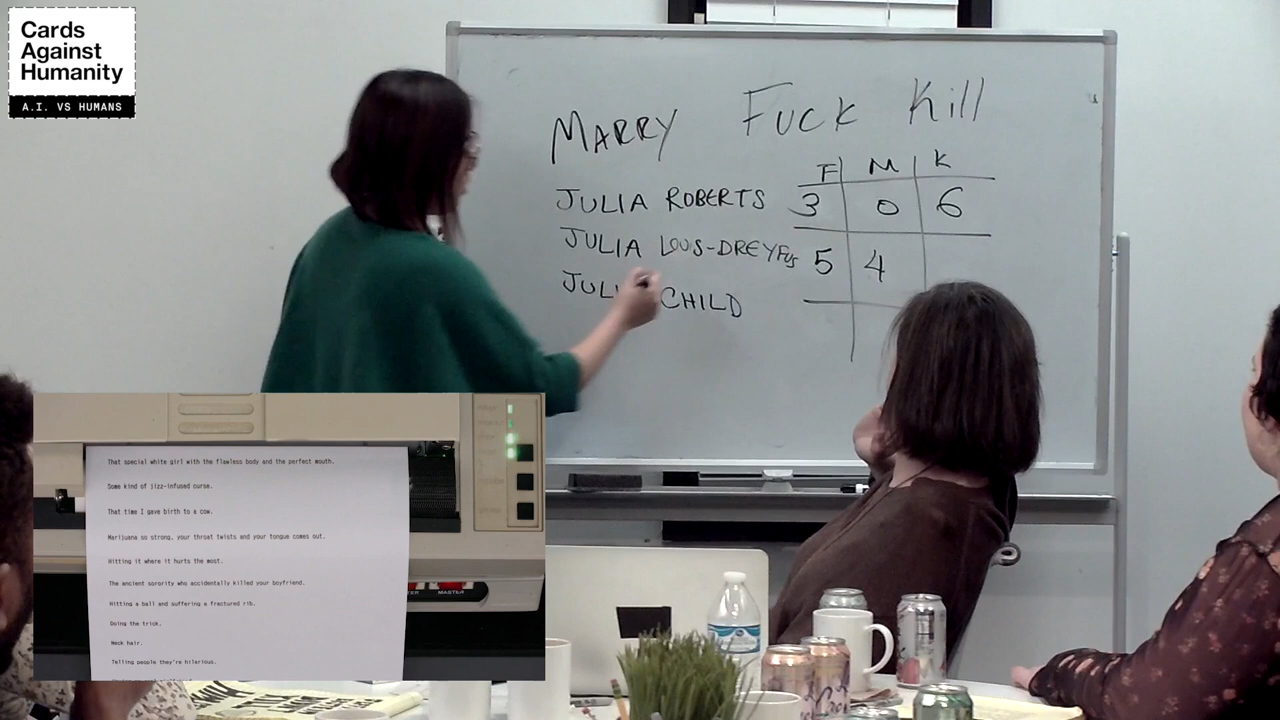 Cards
Against
Humanity
A.I. VS HUMANS
MARRY FUCK Kill
F M K
JULIA ROBERTS 3 0 6
JULIA LOUS-DREYFUS 5 4
JULI CHILD
That special white girl with the flawless body and the perfect mouth.
Some kind of jizz-infused curse.
That time I gave birth to a cow.
Marijuana so strong, your throat twists and your tongue comes out.
Hitting it where it hurts the most.
The ancient sorority who accidentally killed your boyfriend.
Hitting a ball and suffering a fractured rib.
Doing the trick.
Neck hair.
Telling people they're hilarious.
MASTER